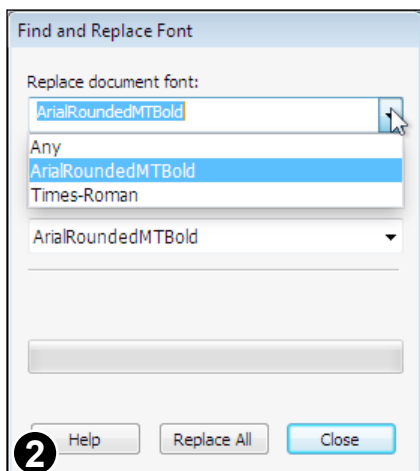 Find and Replace Font
Replace document font:
ArialRoundedMTBold
Any
ArialRoundedMTBold
Times-Roman
ArialRoundedMTBold
2
Help Replace All Close